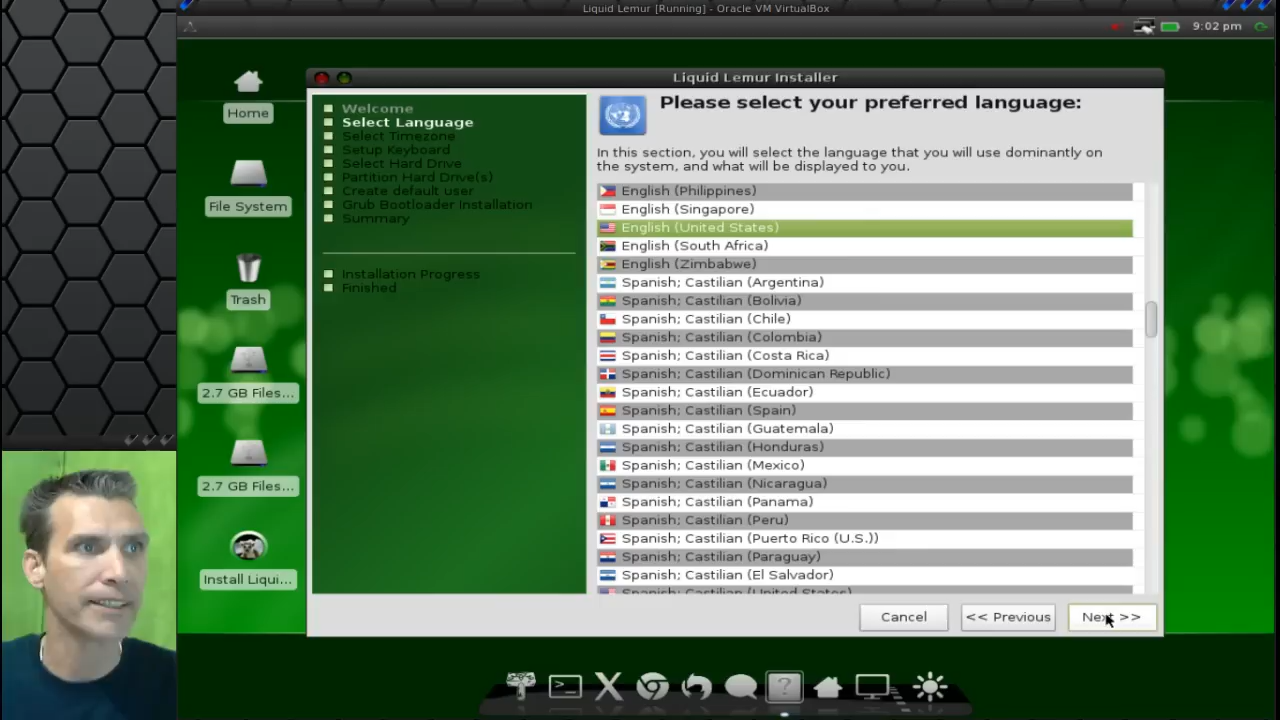 Liquid Lemur [Running] - Oracle VM VirtualBox
9:02 pm
Home
File System
Trash
2.7 GB Files...
2.7 GB Files...
Install Liqui...
Liquid Lemur Installer
Welcome
Select Language
Select Timezone
Setup Keyboard
Select Hard Drive
Partition Hard Drive(s)
Create default user
Grub Bootloader Installation
Summary
Installation Progress
Finished
Please select your preferred language:
In this section, you will select the language that you will use dominantly on
the system, and what will be displayed to you.
English (Philippines)
English (Singapore)
English (United States)
English (South Africa)
English (Zimbabwe)
Spanish; Castilian (Argentina)
Spanish; Castilian (Bolivia)
Spanish; Castilian (Chile)
Spanish; Castilian (Colombia)
Spanish; Castilian (Costa Rica)
Spanish; Castilian (Dominican Republic)
Spanish; Castilian (Ecuador)
Spanish; Castilian (Spain)
Spanish; Castilian (Guatemala)
Spanish; Castilian (Honduras)
Spanish; Castilian (Mexico)
Spanish; Castilian (Nicaragua)
Spanish; Castilian (Panama)
Spanish; Castilian (Peru)
Spanish; Castilian (Puerto Rico (U.S.))
Spanish; Castilian (Paraguay)
Spanish; Castilian (El Salvador)
Spanish; Castilian (United States)
Cancel
<< Previous
Next >>